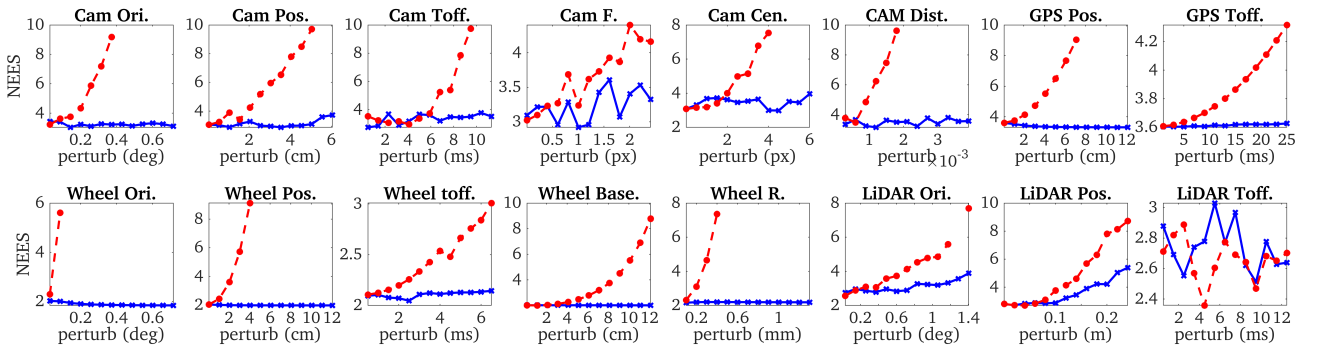 Cam Ori. Cam Pos. Cam Toff. Cam F. Cam Cen. CAM Dist. GPS Pos. GPS Toff.
NEES
10 8 6 4
10 8 6 4
10 8 6 4
4 3.5 3
8 6 4 2
10 8 6 4
10 8 6 4
4.2 4 3.8 3.6
0.2 0.4 0.6
2 4 6
2 4 6 8 10
0.5 1 1.5 2
2 4 6
1 2 3
2 4 6 8 10 12
5 10 15 20 25
×10⁻³
perturb (deg) perturb (cm) perturb (ms) perturb (px) perturb (px) perturb perturb (cm) perturb (ms)
Wheel Ori. Wheel Pos. Wheel toff. Wheel Base. Wheel R. LiDAR Ori. LiDAR Pos. LiDAR Toff.
NEES
6 4 2
8 6 4 2
3 2.5 2
10 8 6 4 2
8 6 4 2
8 6 4 2
10 8 6 4
3 2.8 2.6 2.4
0.2 0.4 0.6
2 4 6 8 10 12
2 4 6
2 4 6 8 10 12
0.2 0.6 1
0.2 0.6 1 1.4
0.1 0.2
2 4 6 8 10 12
perturb (deg) perturb (cm) perturb (ms) perturb (cm) perturb (mm) perturb (deg) perturb (m) perturb (ms)